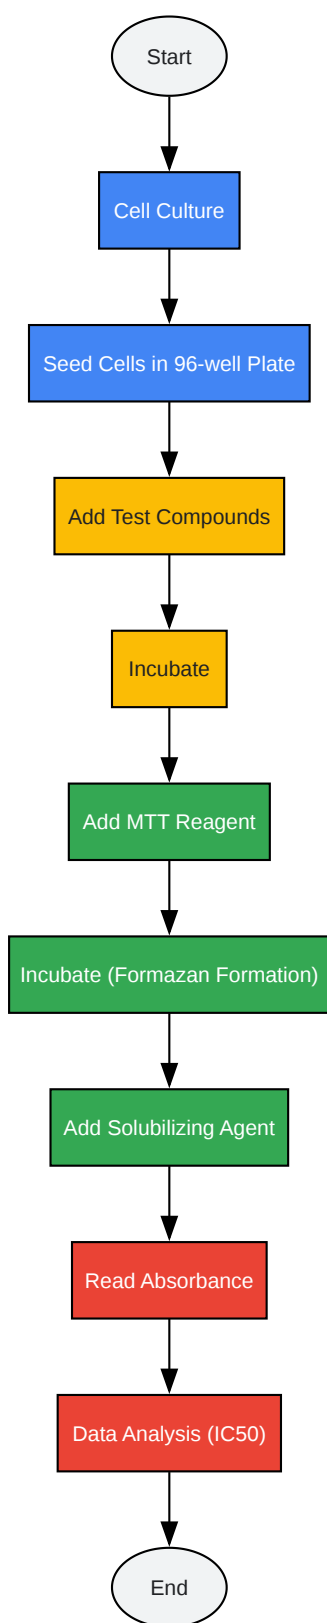 Start
Cell Culture
Seed Cells in 96-well Plate
Add Test Compounds
Incubate
Add MTT Reagent
Incubate (Formazan Formation)
Add Solubilizing Agent
Read Absorbance
Data Analysis (IC50)
End